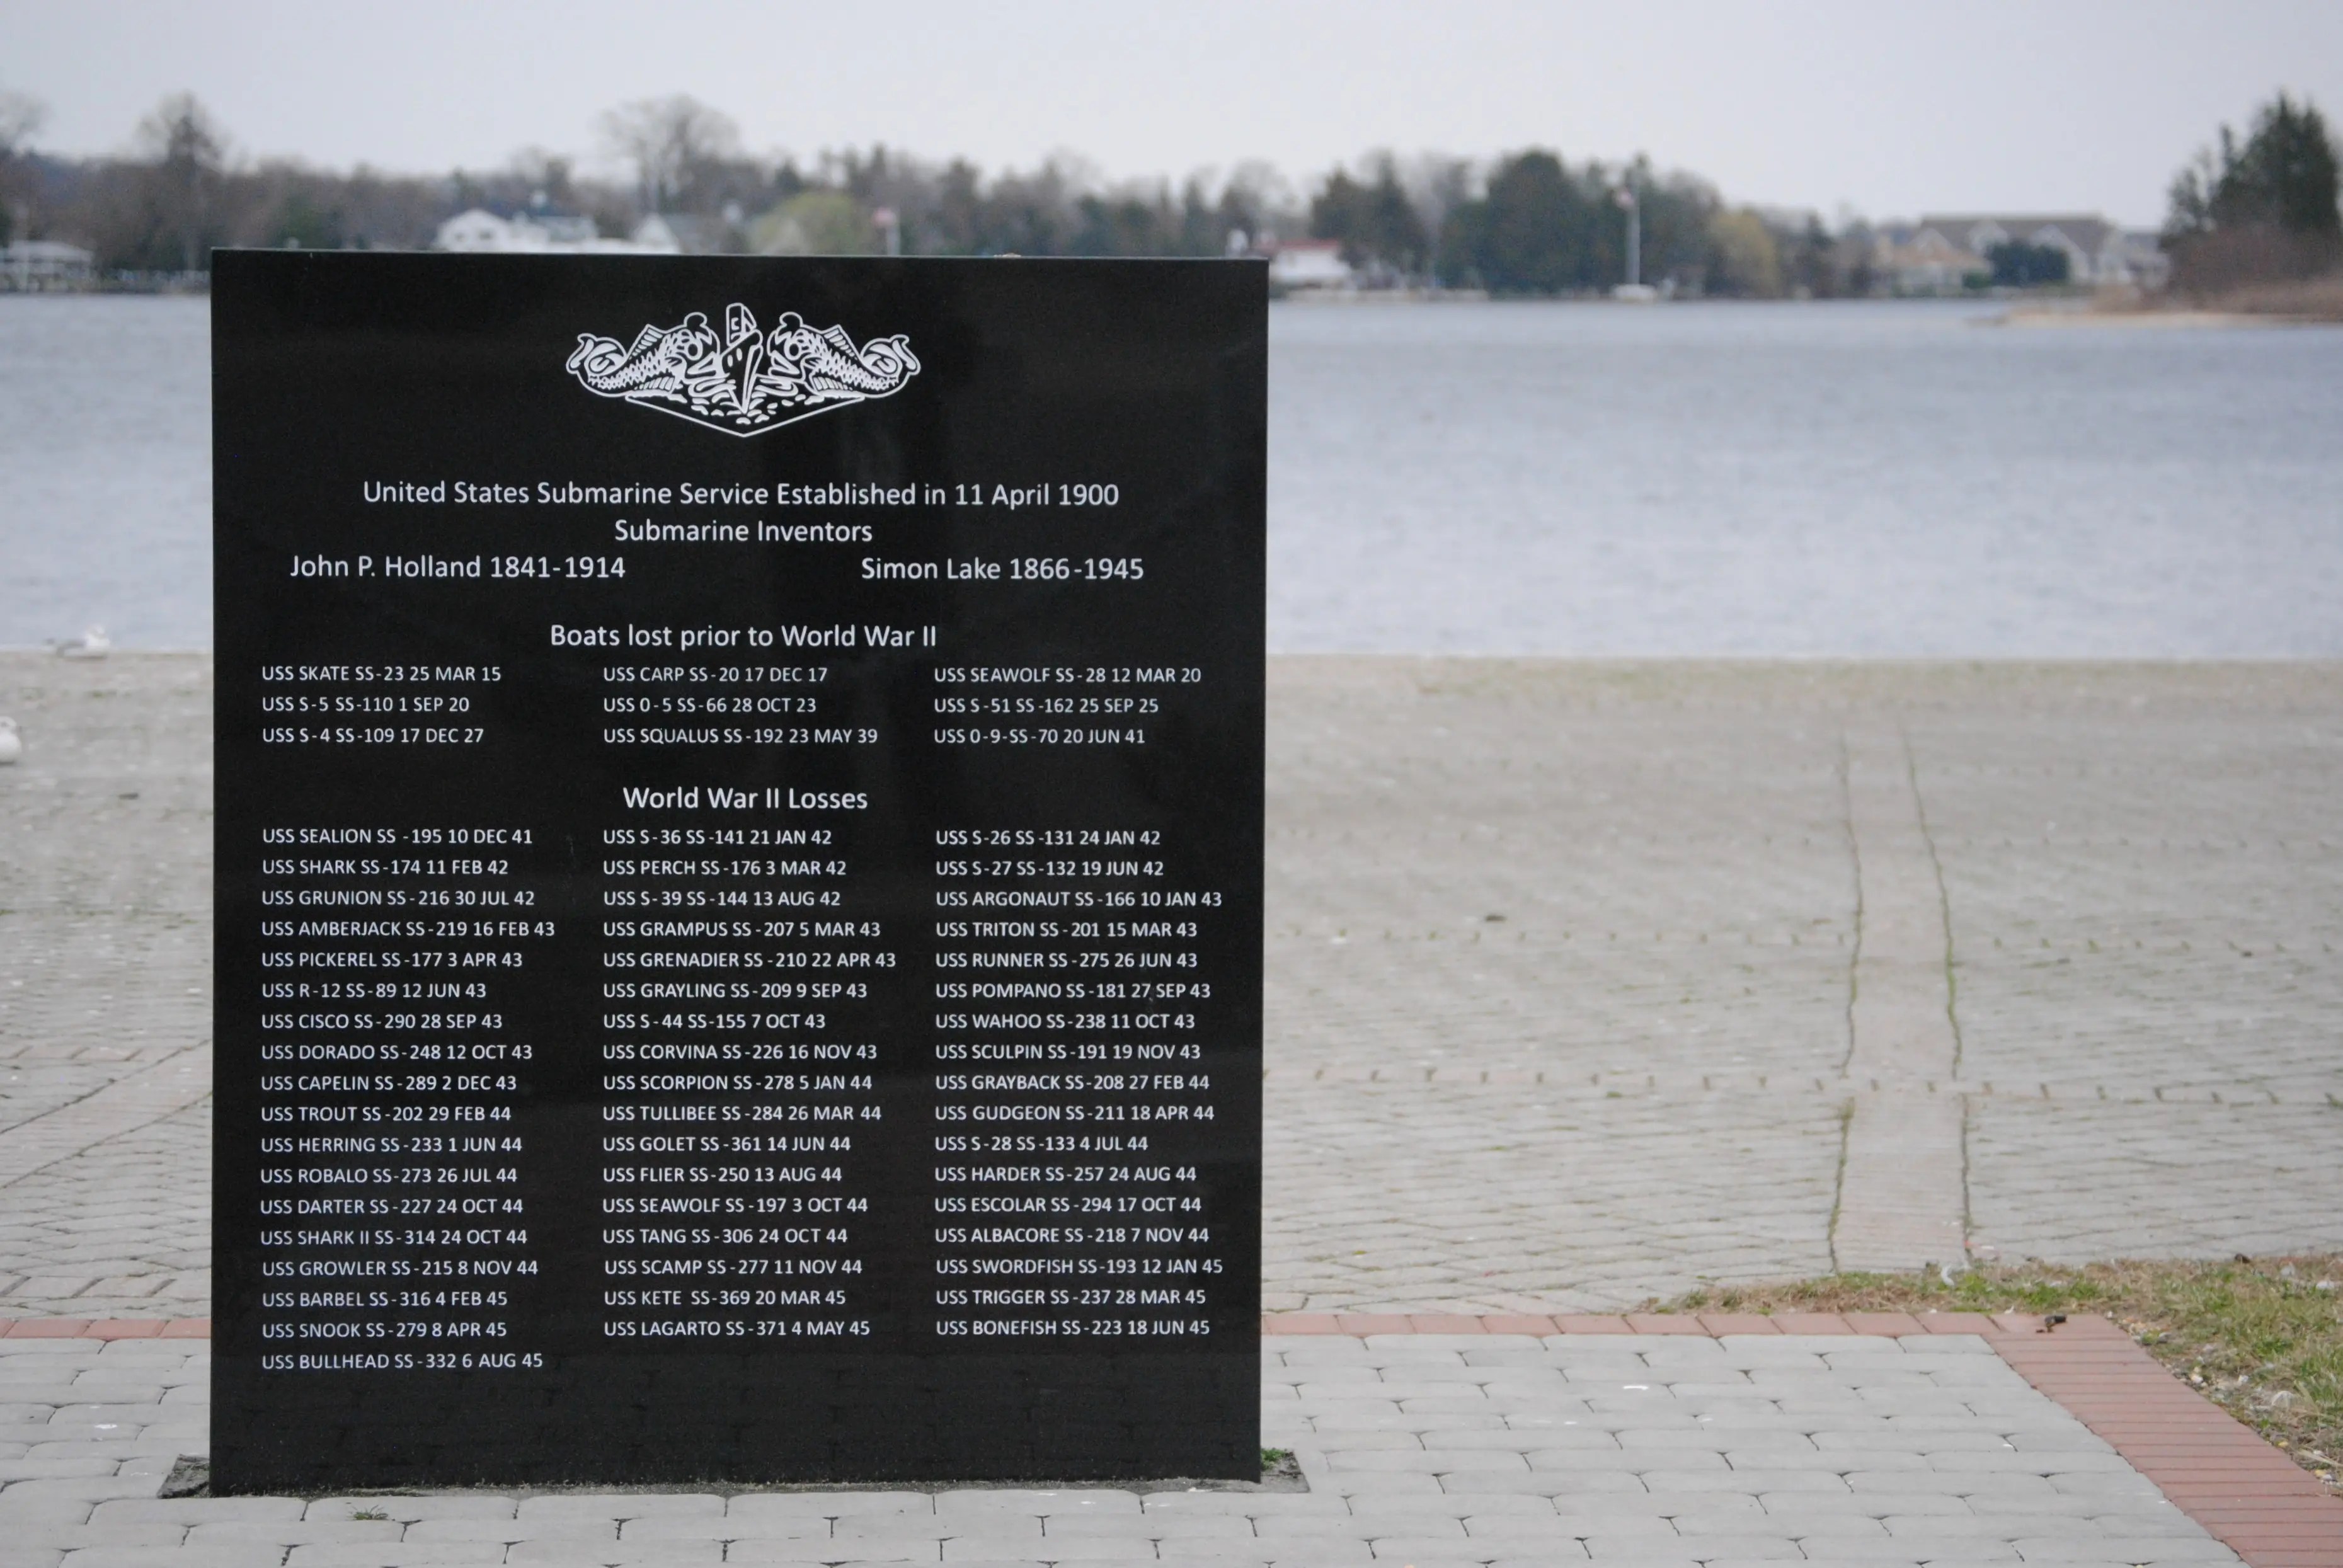 United States Submarine Service Established in 11 April 1900
Submarine Inventors
John P. Holland 1841-1914 Simon Lake 1866-1945
Boats lost prior to World War II
USS SKATE SS-23 25 MAR 15 USS CARP SS-20 17 DEC 17 USS SEAWOLF SS-28 12 MAR 20
USS S-5 SS-110 1 SEP 20 USS O-5 SS-66 28 OCT 23 USS S-51 SS-162 25 SEP 25
USS S-4 SS-109 17 DEC 27 USS SQUALUS SS-192 23 MAY 39 USS O-9-SS-70 20 JUN 41
World War II Losses
USS SEALION SS-195 10 DEC 41 USS S-36 SS-141 21 JAN 42 USS S-26 SS-131 24 JAN 42
USS SHARK SS-174 11 FEB 42 USS PERCH SS-176 3 MAR 42 USS S-27 SS-132 19 JUN 42
USS GRUNION SS-216 30 JUL 42 USS S-39 SS-144 13 AUG 42 USS ARGONAUT SS-166 10 JAN 43
USS AMBERJACK SS-219 16 FEB 43 USS GRAMPUS SS-207 5 MAR 43 USS TRITON SS-201 15 MAR 43
USS PICKEREL SS-177 3 APR 43 USS GRENADIER SS-210 22 APR 43 USS RUNNER SS-275 26 JUN 43
USS R-12 SS-89 12 JUN 43 USS GRAYLING SS-209 9 SEP 43 USS POMPANO SS-181 27 SEP 43
USS CISCO SS-290 28 SEP 43 USS S-44 SS-155 7 OCT 43 USS WAHOO SS-238 11 OCT 43
USS DORADO SS-248 12 OCT 43 USS CORVINA SS-226 16 NOV 43 USS SCULPIN SS-191 19 NOV 43
USS CAPELIN SS-289 2 DEC 43 USS SCORPION SS-278 5 JAN 44 USS GRAYBACK SS-208 27 FEB 44
USS TROUT SS-202 29 FEB 44 USS TULLIBEE SS-284 26 MAR 44 USS GUDGEON SS-211 18 APR 44
USS HERRING SS-233 1 JUN 44 USS GOLET SS-361 14 JUN 44 USS S-28 SS-133 4 JUL 44
USS ROBALO SS-273 26 JUL 44 USS FLIER SS-250 13 AUG 44 USS HARDER SS-257 24 AUG 44
USS DARTER SS-227 24 OCT 44 USS SEAWOLF SS-197 3 OCT 44 USS ESCOLAR SS-294 17 OCT 44
USS SHARK II SS-314 24 OCT 44 USS TANG SS-306 24 OCT 44 USS ALBACORE SS-218 7 NOV 44
USS GROWLER SS-215 8 NOV 44 USS SCAMP SS-277 11 NOV 44 USS SWORDFISH SS-193 12 JAN 45
USS BARBEL SS-316 4 FEB 45 USS KETE SS-369 20 MAR 45 USS TRIGGER SS-237 28 MAR 45
USS SNOOK SS-279 8 APR 45 USS LAGARTO SS-371 4 MAY 45 USS BONEFISH SS-223 18 JUN 45
USS BULLHEAD SS-332 6 AUG 45